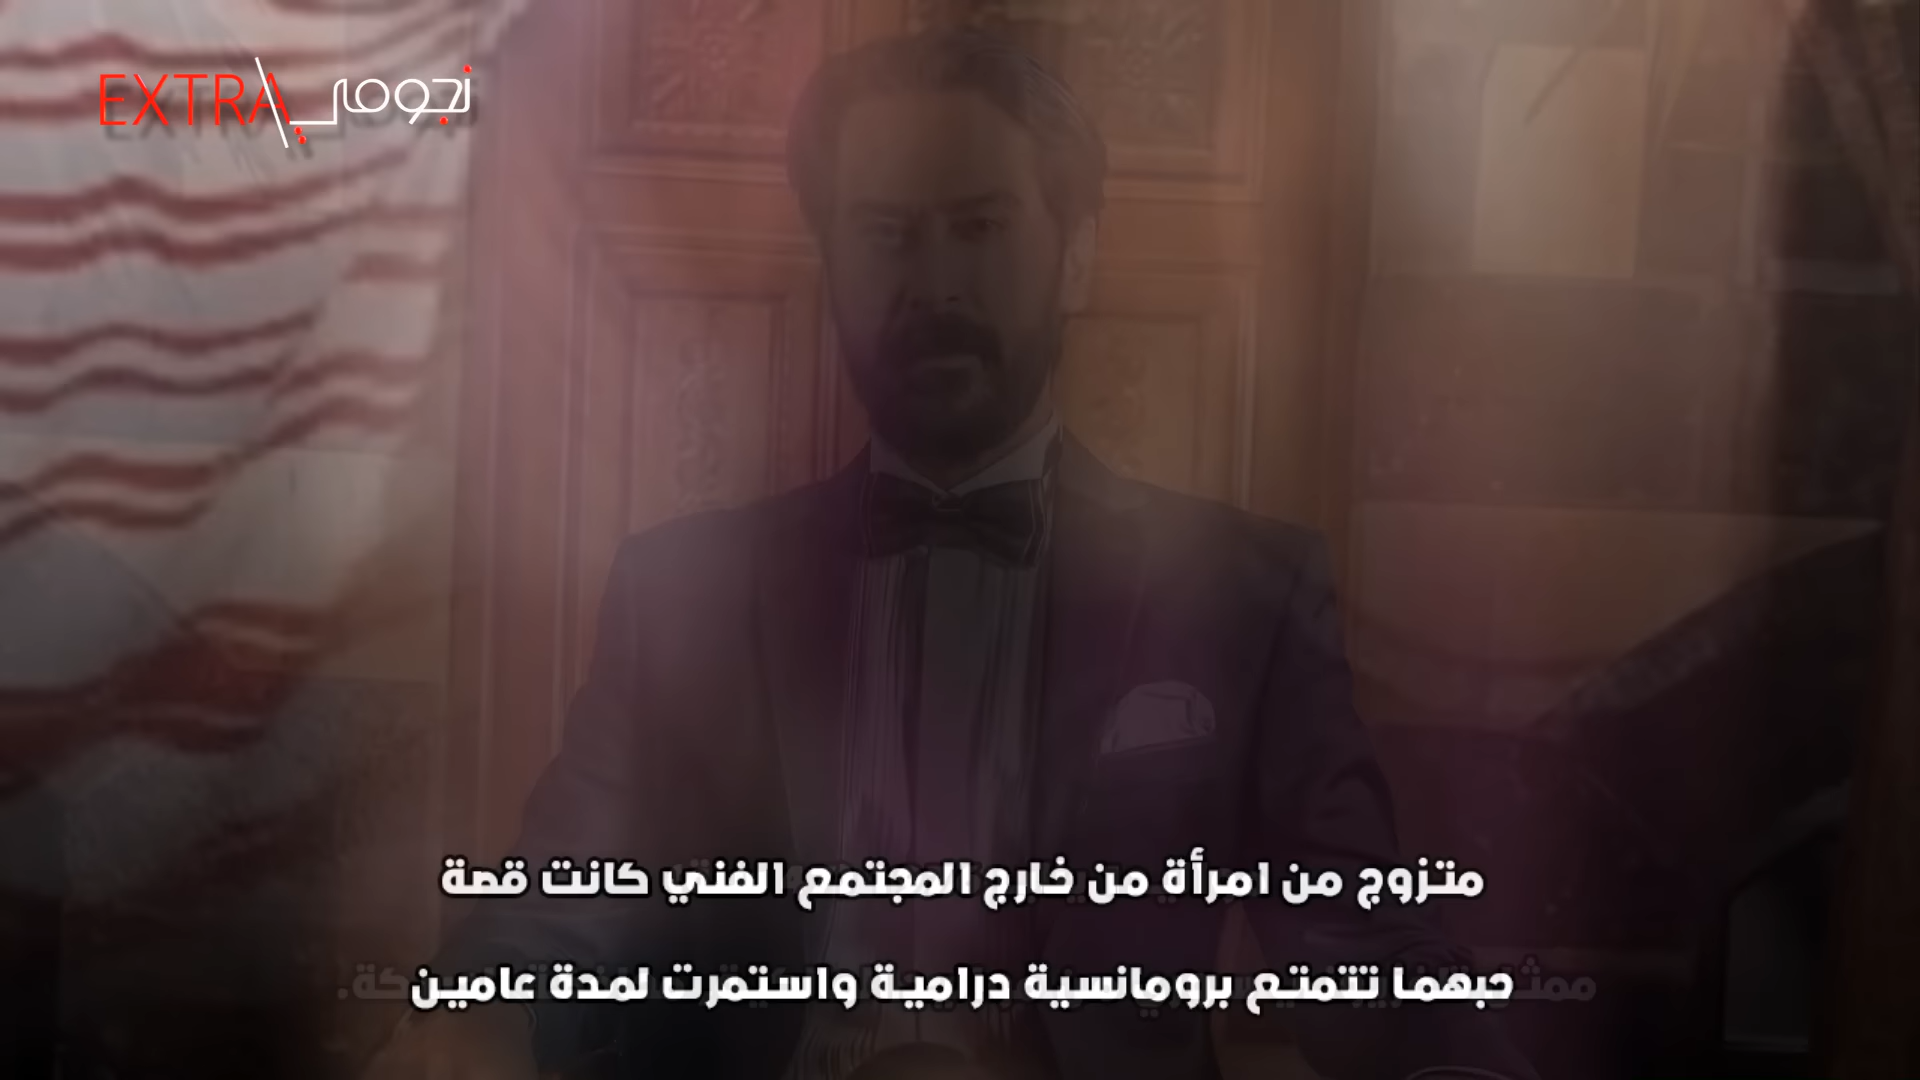 EXTRA نجومي
متزوج من امرأة من خارج المجتمع الفني كانت قصة
حبهما تتمتع برومانسية درامية واستمرت لمدة عامين